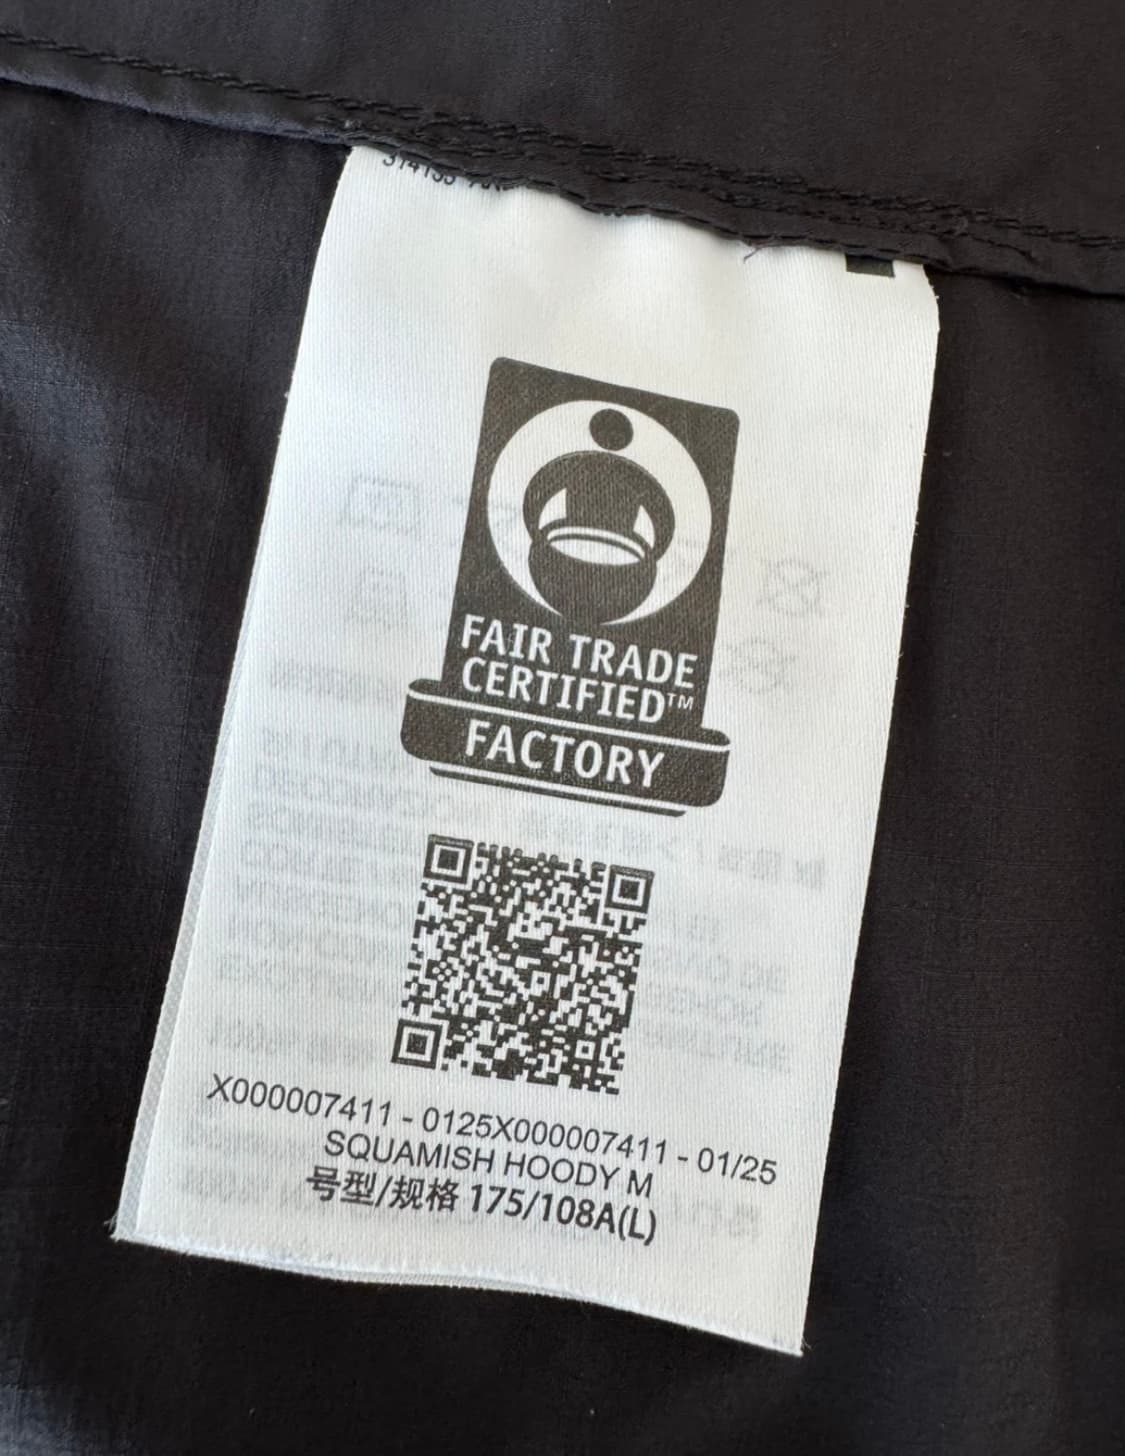 FAIR TRADE
CERTIFIED™
FACTORY
X000007411 - 0125X000007411 - 01/25
SQUAMISH HOODY M
号型/规格 175/108A(L)